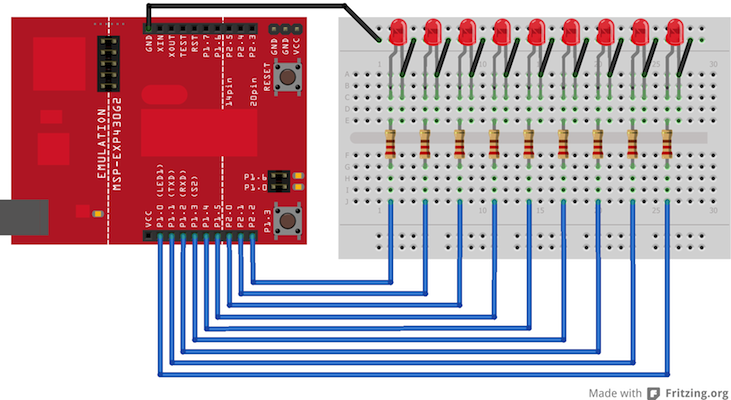 GND
XIN
XOUT
TEST
RST
P1.7
P1.6
P2.5
P2.4
P2.3
GND
GND
VCC
RESET
14pin
20pin
EMULATION
MSP-EXP430G2
P1.6
P1.0
P1.3
VCC
P1.0 (LED1)
P1.1 (TXD)
P1.2 (RXD)
P1.3 (S2)
P1.4
P1.5
P2.0
P2.1
P2.2
1
30
A
B
C
D
E
F
G
H
I
J
1
10
15
20
25
30
Made with Fritzing.org